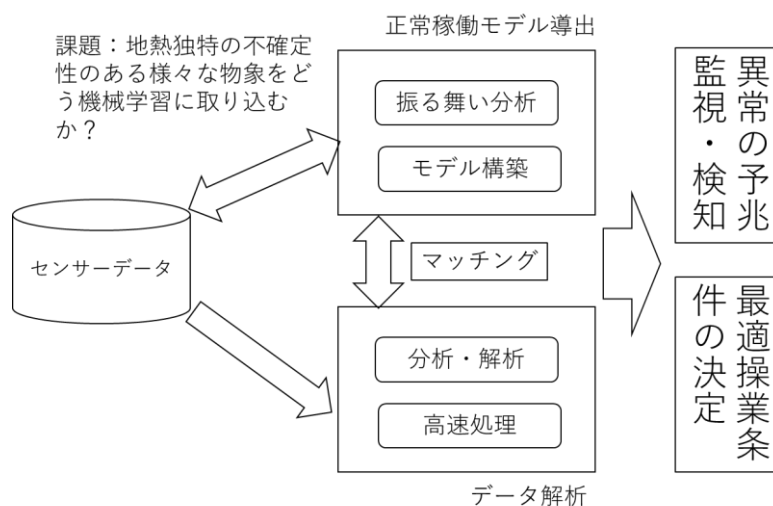 正常稼働モデル導出
課題：地熱独特の不確定
性のある様々な物象をど
う機械学習に取り込む
か？
振る舞い分析
モデル構築
センサーデータ
マッチング
分析・解析
高速処理
データ解析
異常の予兆
監視・検知
最適操業条
件の決定